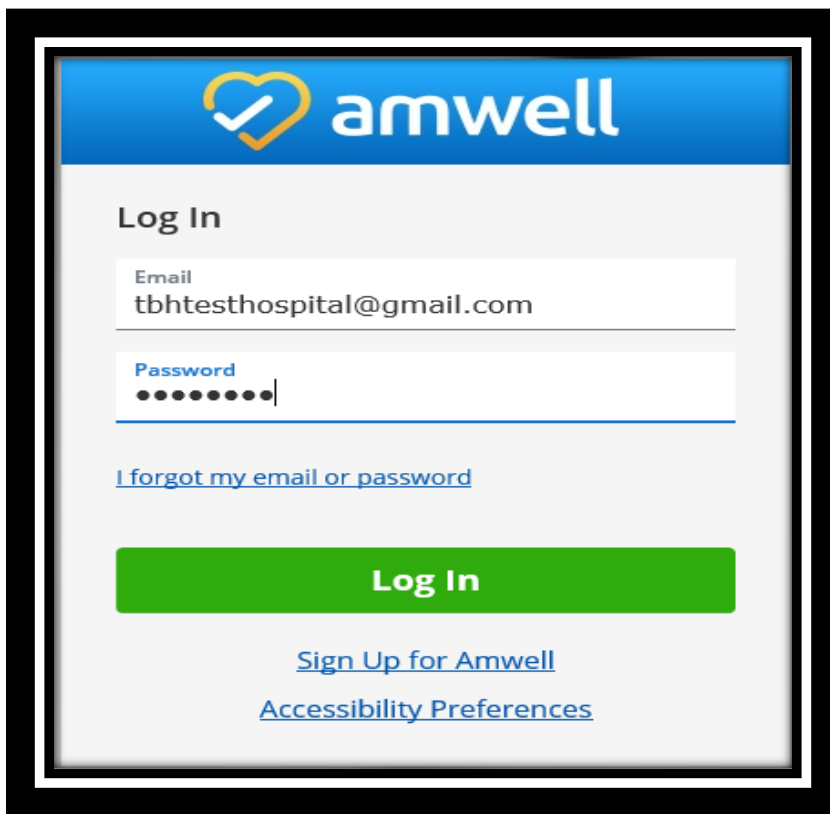 amwell
Log In
Email
tbhtesthospital@gmail.com
Password
••••••••
I forgot my email or password
Log In
Sign Up for Amwell
Accessibility Preferences